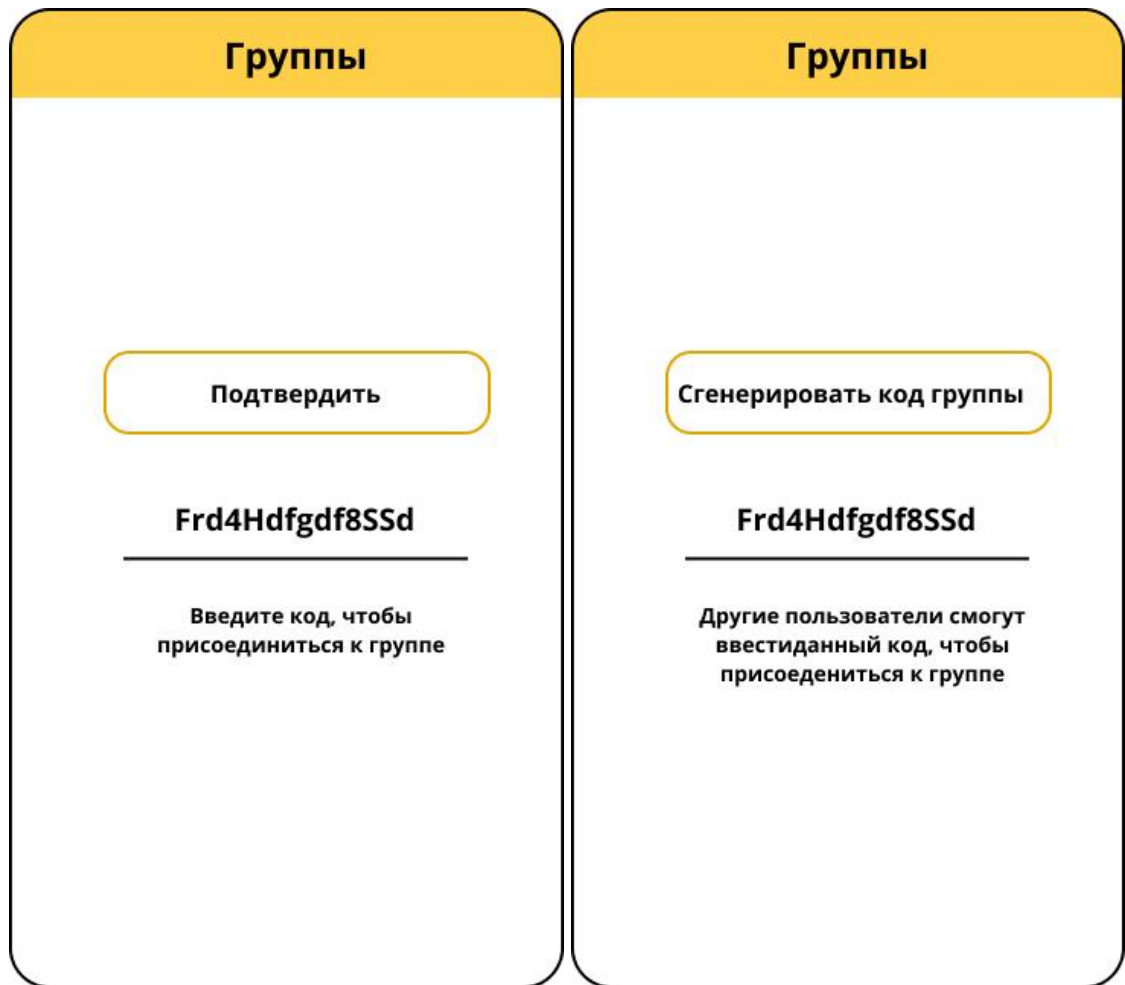 Группы
Подтвердить
Frd4Hdfgdf8SSd
Введите код, чтобы
присоединиться к группе
Группы
Сгенерировать код группы
Frd4Hdfgdf8SSd
Другие пользователи смогут
ввестиданный код, чтобы
присоедениться к группе